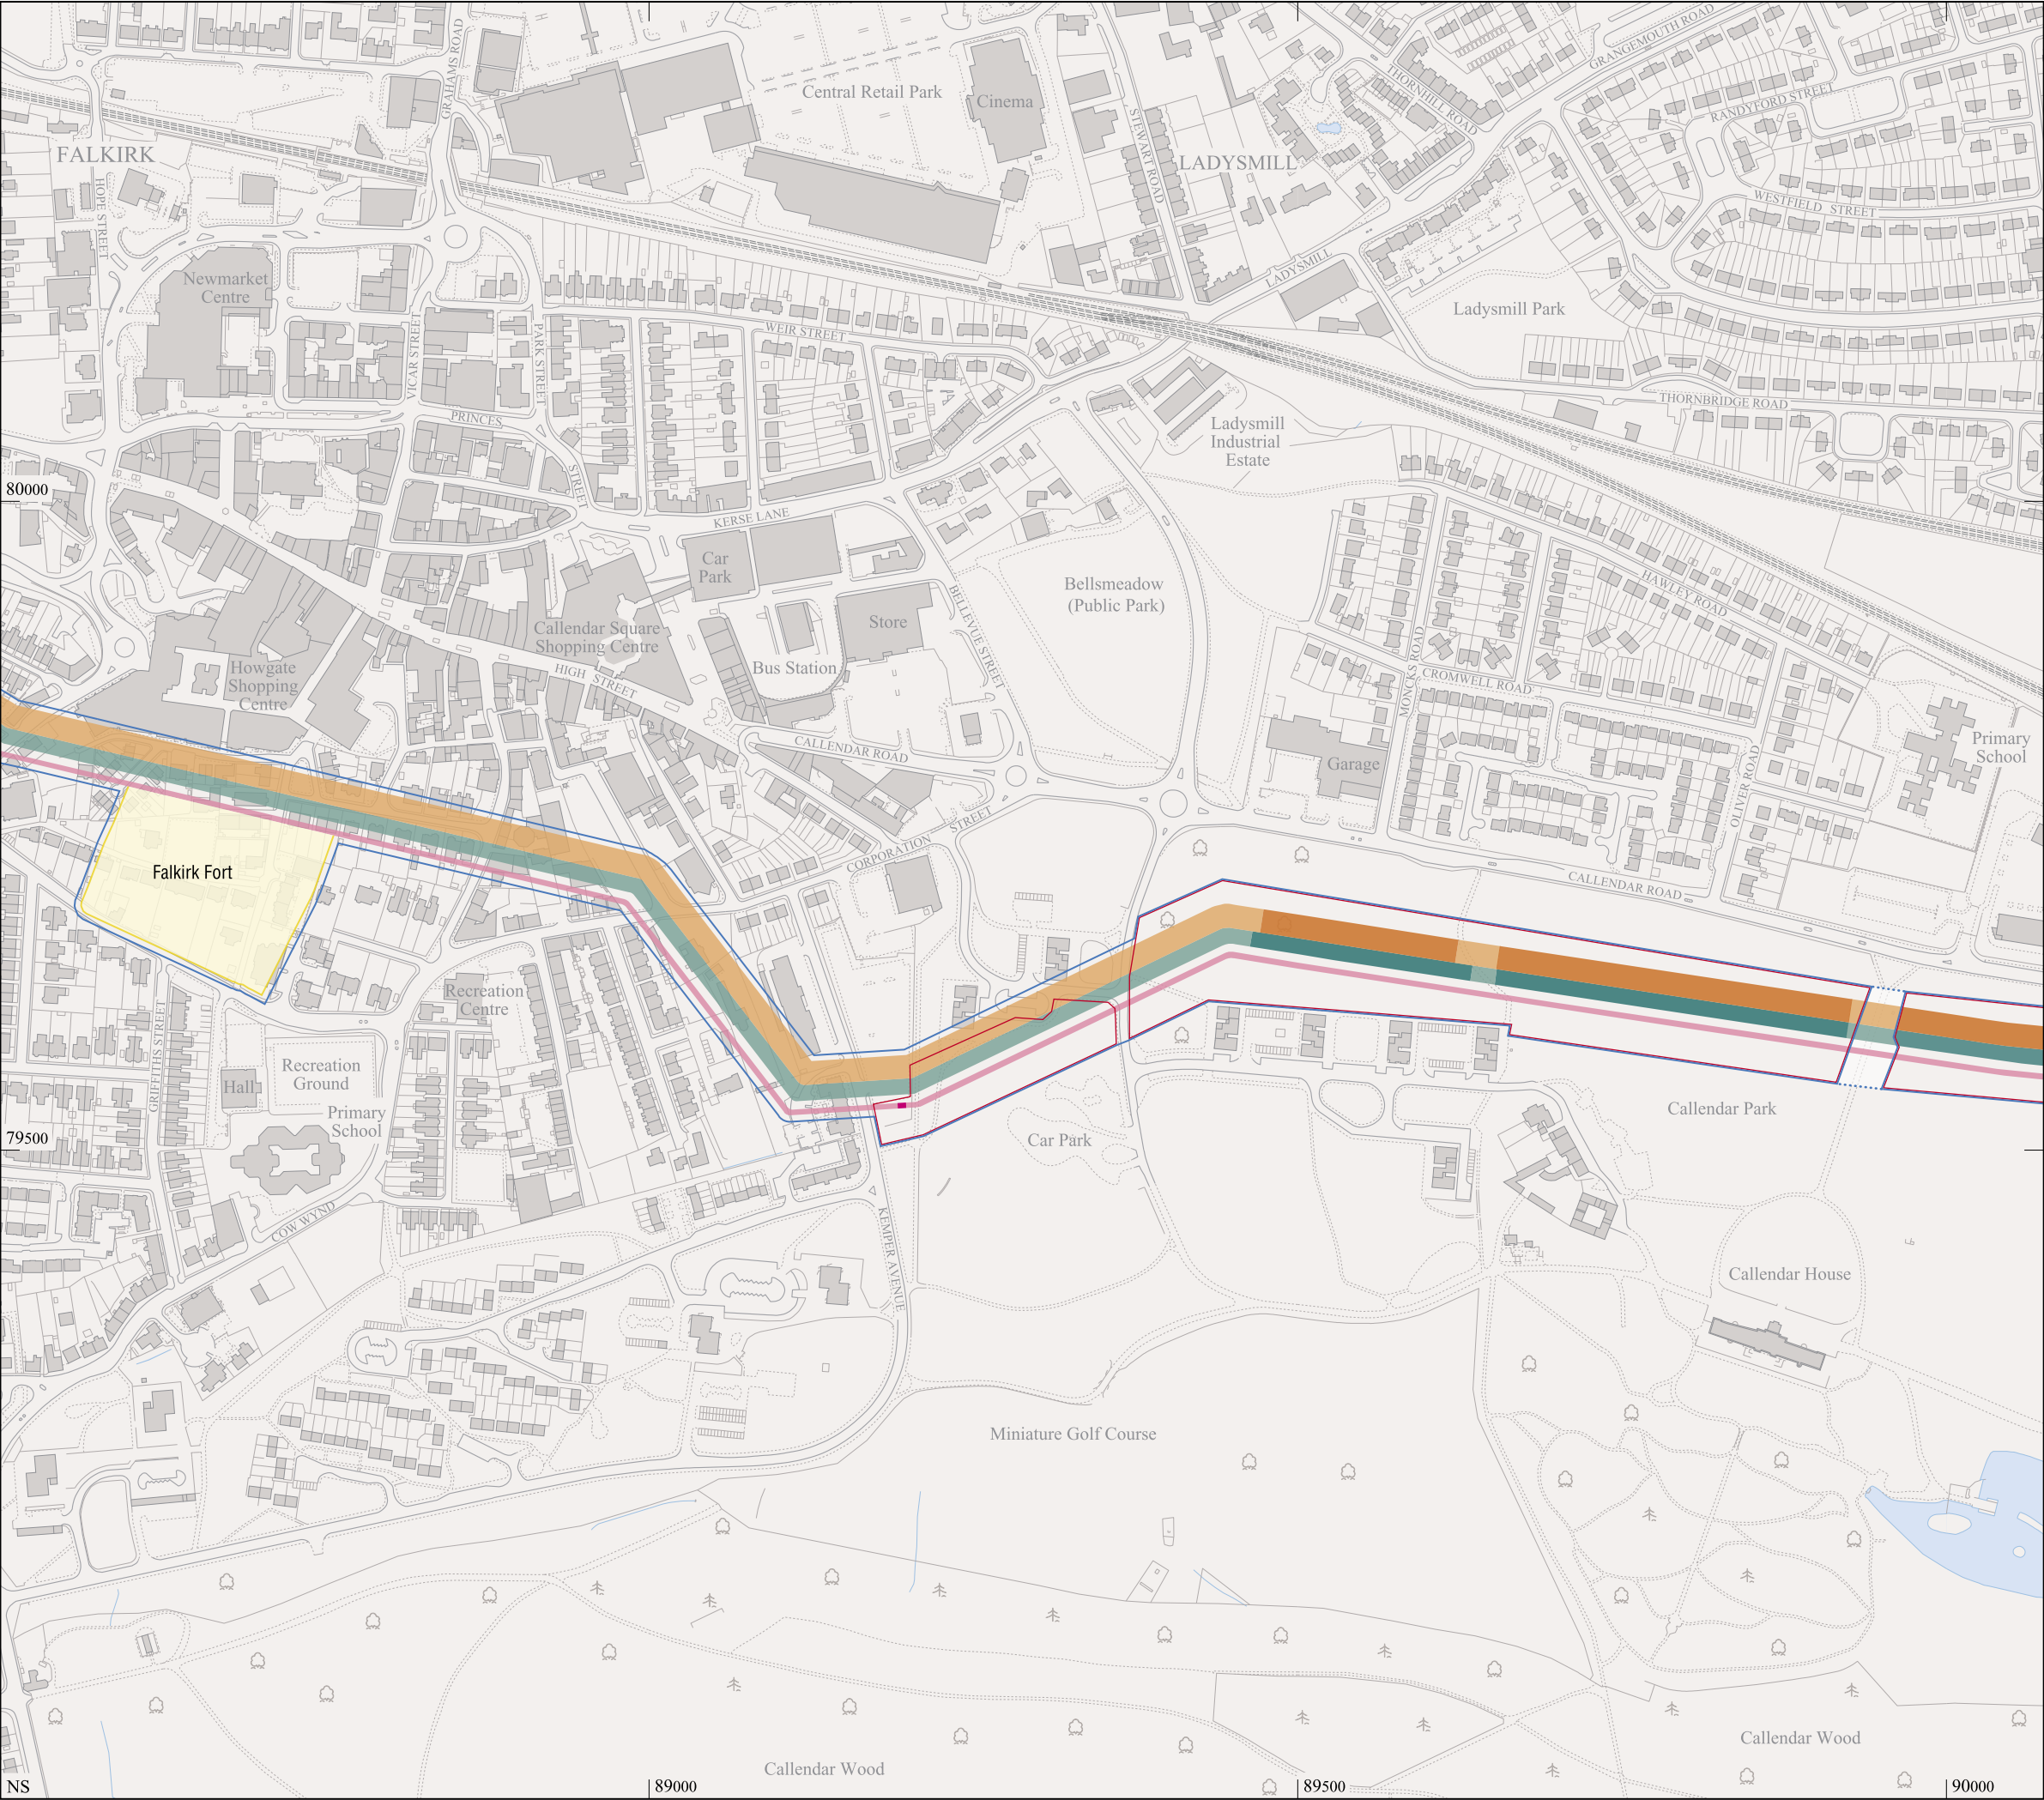 GRAHAMS ROAD
Central Retail Park
Cinema
STEWART ROAD
THORNHILL ROAD
GRANGEMOUTH ROAD
RANDYFORD STREET
FALKIRK
HOPE STREET
LADYSMILL
WESTFIELD STREET
Newmarket
Centre
LADYSMILL
Ladysmill Park
VICAR STREET
PARK STREET
WEIR STREET
THORNBRIDGE ROAD
PRINCES
STREET
Ladysmill
Industrial
Estate
80000
KERSE LANE
Car
Park
Bellsmeadow
(Public Park)
HAWLEY ROAD
BELLEVUE STREET
Store
Callendar Square
Shopping Centre
Bus Station
HIGH STREET
Howgate
Shopping
Centre
MONCKS ROAD
CROMWELL ROAD
CALLENDAR ROAD
Garage
OLIVER ROAD
Primary
School
CORPORATION STREET
Falkirk Fort
CALLENDAR ROAD
Recreation
Centre
GRIFFITHS STREET
Recreation
Ground
Hall
Primary
School
79500
Car Park
Callendar Park
COW WYND
KEMPER AVENUE
Callendar House
Miniature Golf Course
Callendar Wood
Callendar Wood
NS
89000
89500
90000